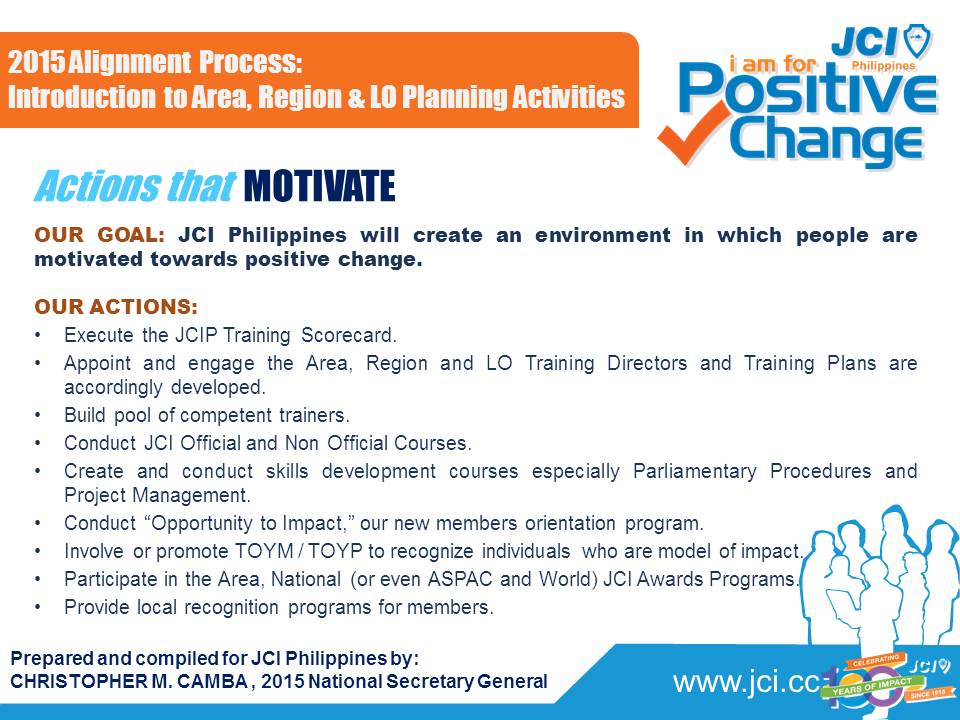 2015 Alignment Process:
Introduction to Area, Region & LO Planning Activities
JCI
Philippines
i am for
Positive
Change
Actions that MOTIVATE
OUR GOAL: JCI Philippines will create an environment in which people are
motivated towards positive change.
OUR ACTIONS:
• Execute the JCIP Training Scorecard.
• Appoint and engage the Area, Region and LO Training Directors and Training Plans are
accordingly developed.
• Build pool of competent trainers.
• Conduct JCI Official and Non Official Courses.
• Create and conduct skills development courses especially Parliamentary Procedures and
Project Management.
• Conduct “Opportunity to Impact,” our new members orientation program.
• Involve or promote TOYM / TOYP to recognize individuals who are model of impact.
• Participate in the Area, National (or even ASPAC and World) JCI Awards Programs.
• Provide local recognition programs for members.
Prepared and compiled for JCI Philippines by:
CHRISTOPHER M. CAMBA , 2015 National Secretary General
www.jci.cc
CELEBRATING
100
JCI
YEARS OF IMPACT
SINCE 1915